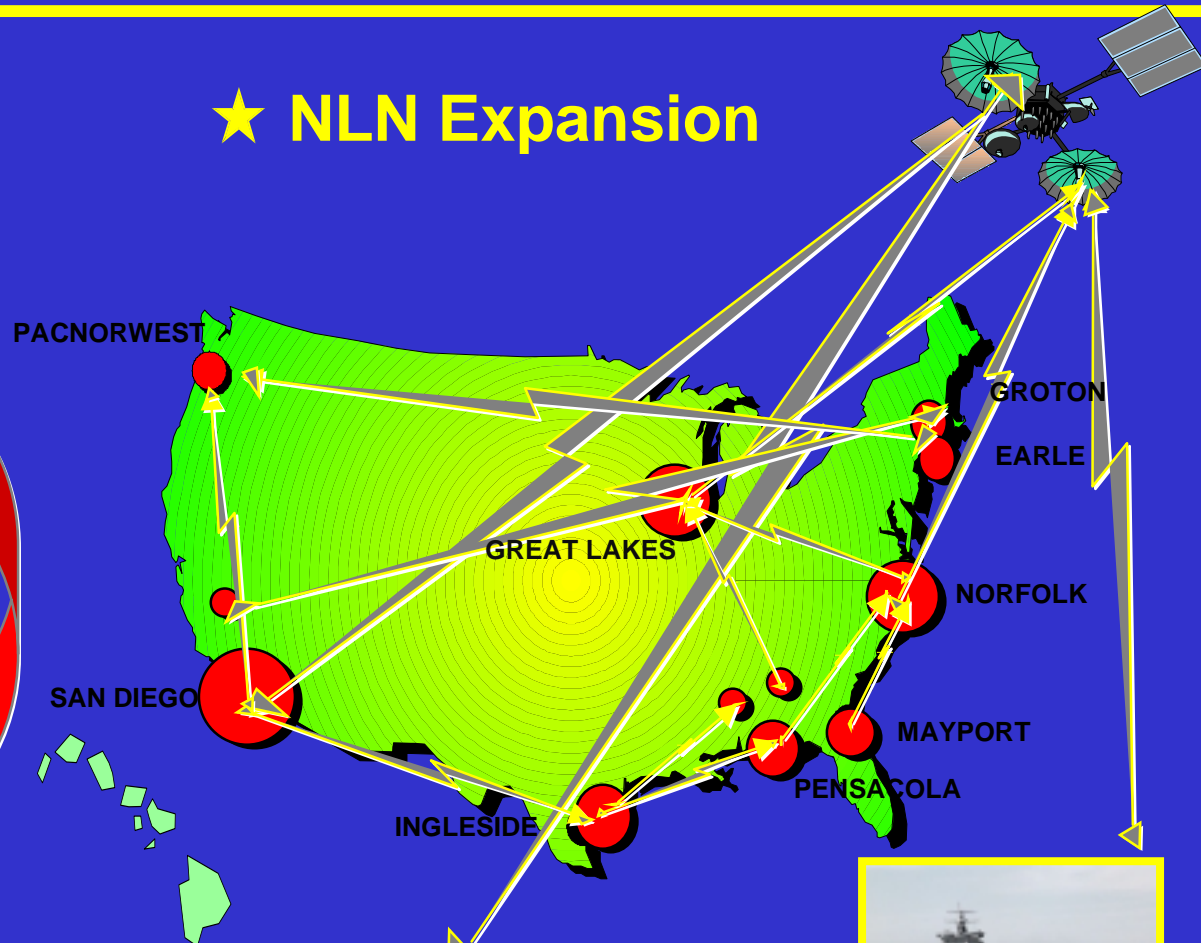 ★ NLN Expansion
PACNORWEST
GROTON
EARLE
GREAT LAKES
NORFOLK
SAN DIEGO
MAYPORT
PENSACOLA
INGLESIDE